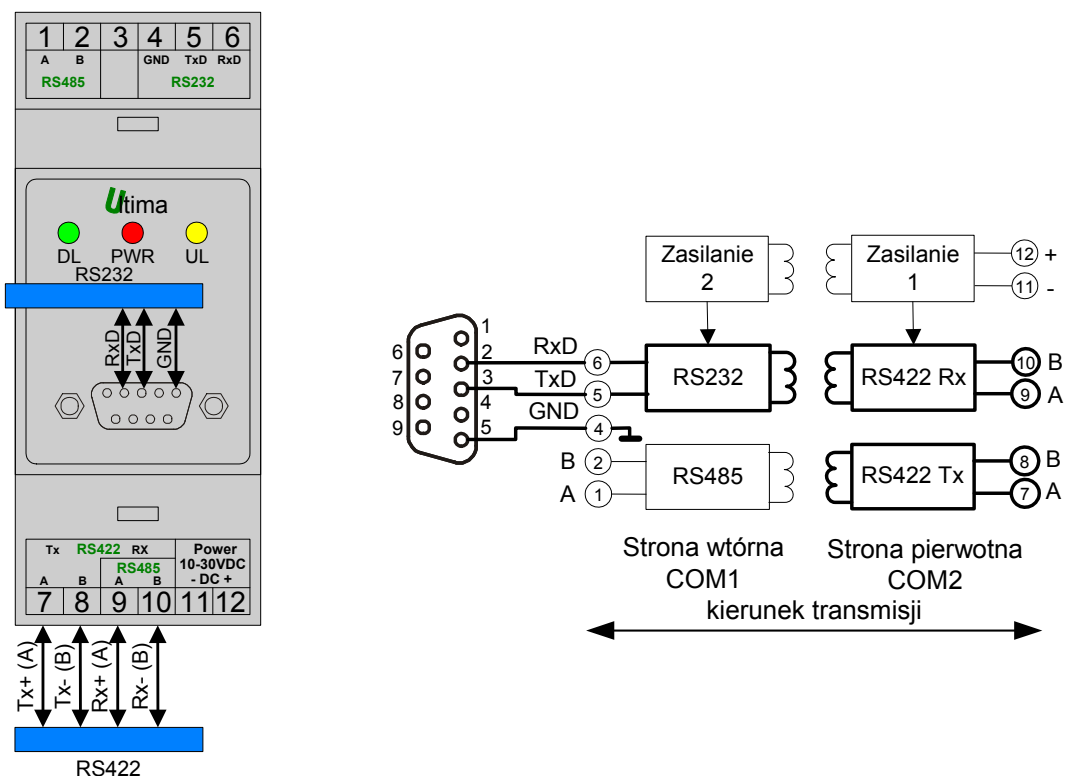 1 2 3 4 5 6
A B GND TxD RxD
RS485 RS232
Ultima
DL PWR UL
RS232
RxD
TxD
GND
Tx RS422 RX Power
RS485 10-30VDC
A B A B - DC +
7 8 9 10 11 12
Tx+ (A)
Tx- (B)
Rx+ (A)
Rx- (B)
RS422
Zasilanie
2
Zasilanie
1
12 +
11 -
1
6
2
7
3
8
4
9
5
RxD 6
TxD 5
GND 4
RS232
RS422 Rx
10 B
9 A
B 2
A 1
RS485
RS422 Tx
8 B
7 A
Strona wtórna
COM1
Strona pierwotna
COM2
kierunek transmisji